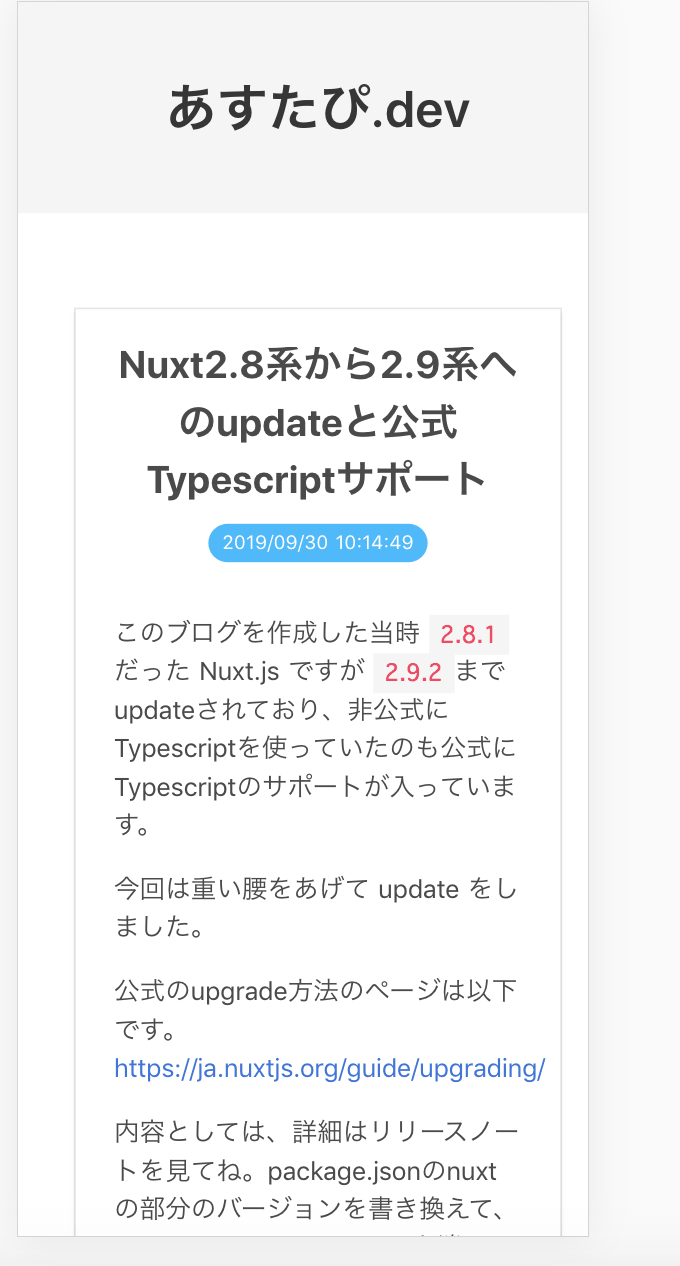 あすたぴ.dev
Nuxt2.8系から2.9系へ
のupdateと公式
Typescriptサポート
2019/09/30 10:14:49
このブログを作成した当時 2.8.1
だった Nuxt.js ですが 2.9.2 まで
updateされており、非公式に
Typescriptを使っていたのも公式に
Typescriptのサポートが入っていま
す。
今回は重い腰をあげて update をし
ました。
公式のupgrade方法のページは以下
です。
https://ja.nuxtjs.org/guide/upgrading/
内容としては、詳細はリリースノー
トを見てね。package.jsonのnuxt
の部分のバージョンを書き換えて、